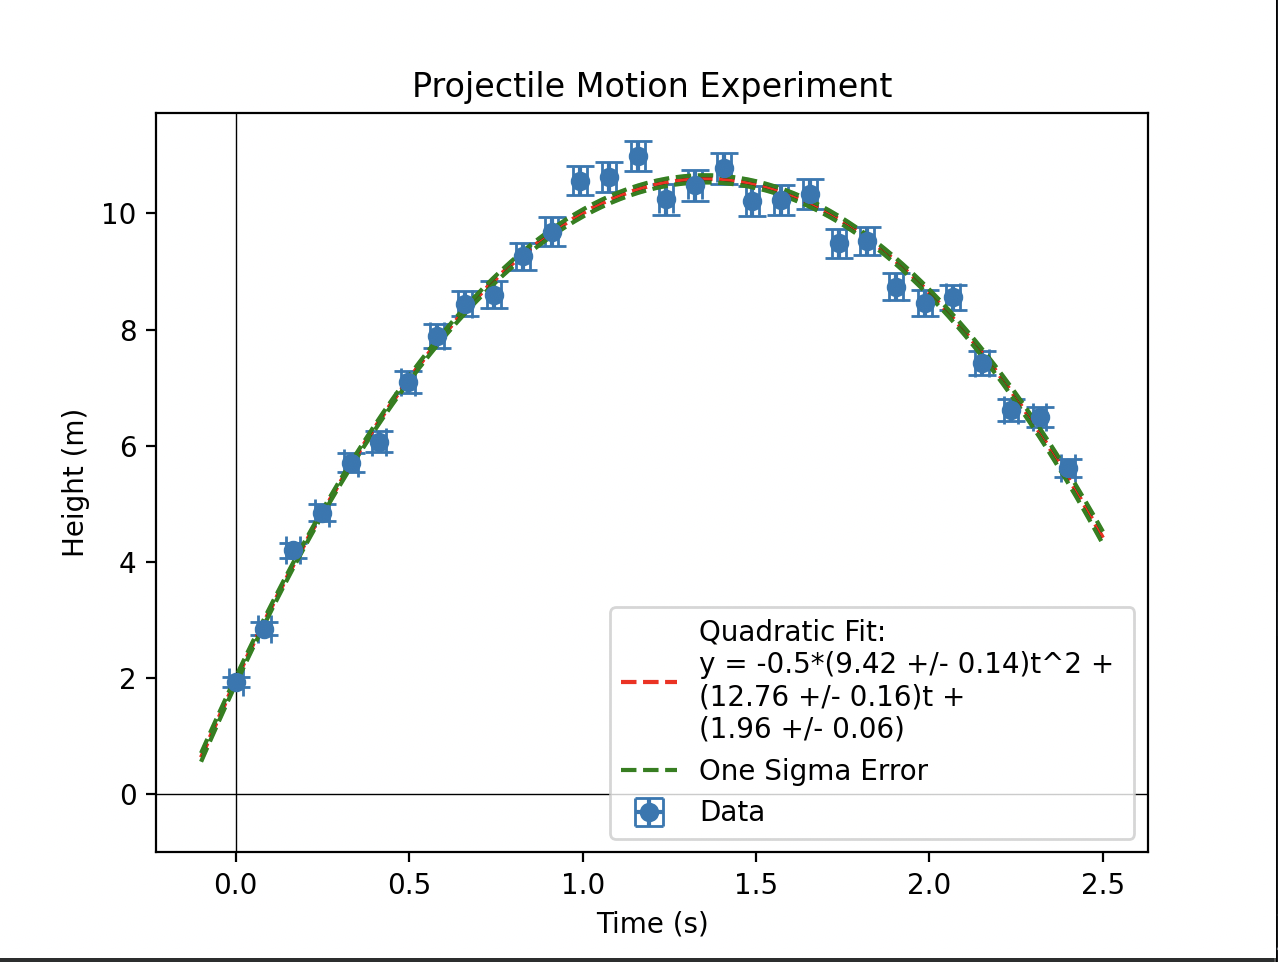 Projectile Motion Experiment
Height (m)
10
8
6
4
2
0
Quadratic Fit:
y = -0.5*(9.42 +/- 0.14)t^2 +
(12.76 +/- 0.16)t +
(1.96 +/- 0.06)
One Sigma Error
Data
0.0 0.5 1.0 1.5 2.0 2.5
Time (s)